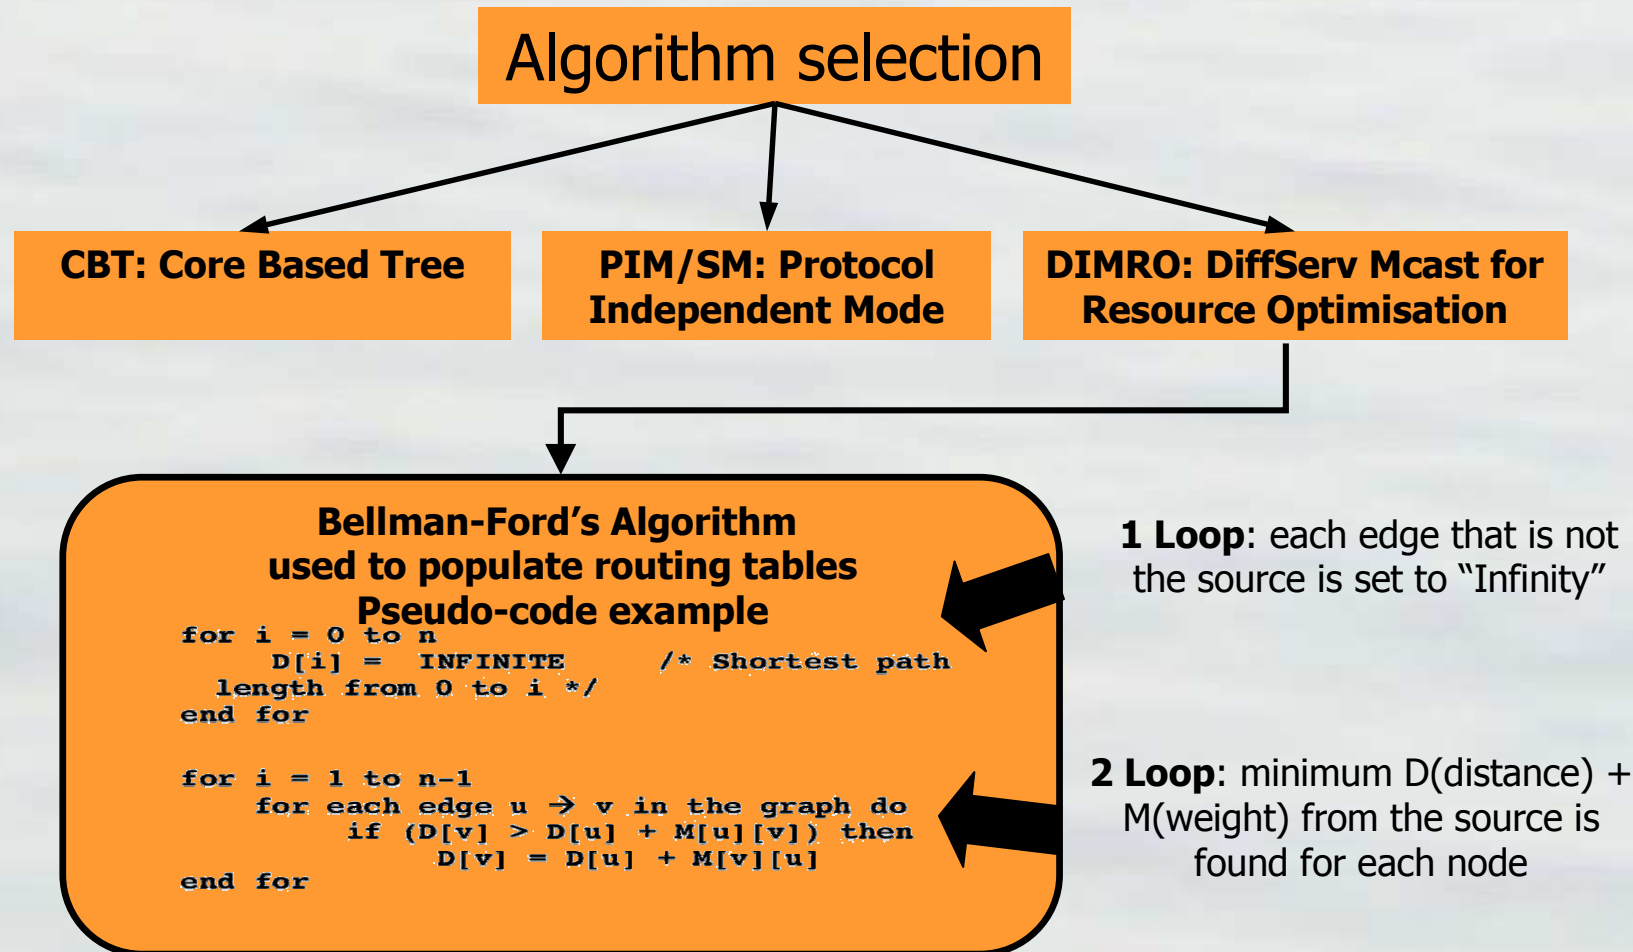 Algorithm selection
CBT: Core Based Tree
PIM/SM: Protocol
Independent Mode
DIMRO: DiffServ Mcast for
Resource Optimisation
Bellman-Ford’s Algorithm
used to populate routing tables
Pseudo-code example
for i = 0 to n
D[i] = INFINITE /* Shortest path
length from 0 to i */
end for
for i = 1 to n-1
for each edge u → v in the graph do
if (D[v] > D[u] + M[u][v]) then
D[v] = D[u] + M[v][u]
end for
1 Loop: each edge that is not
the source is set to “Infinity”
2 Loop: minimum D(distance) +
M(weight) from the source is
found for each node